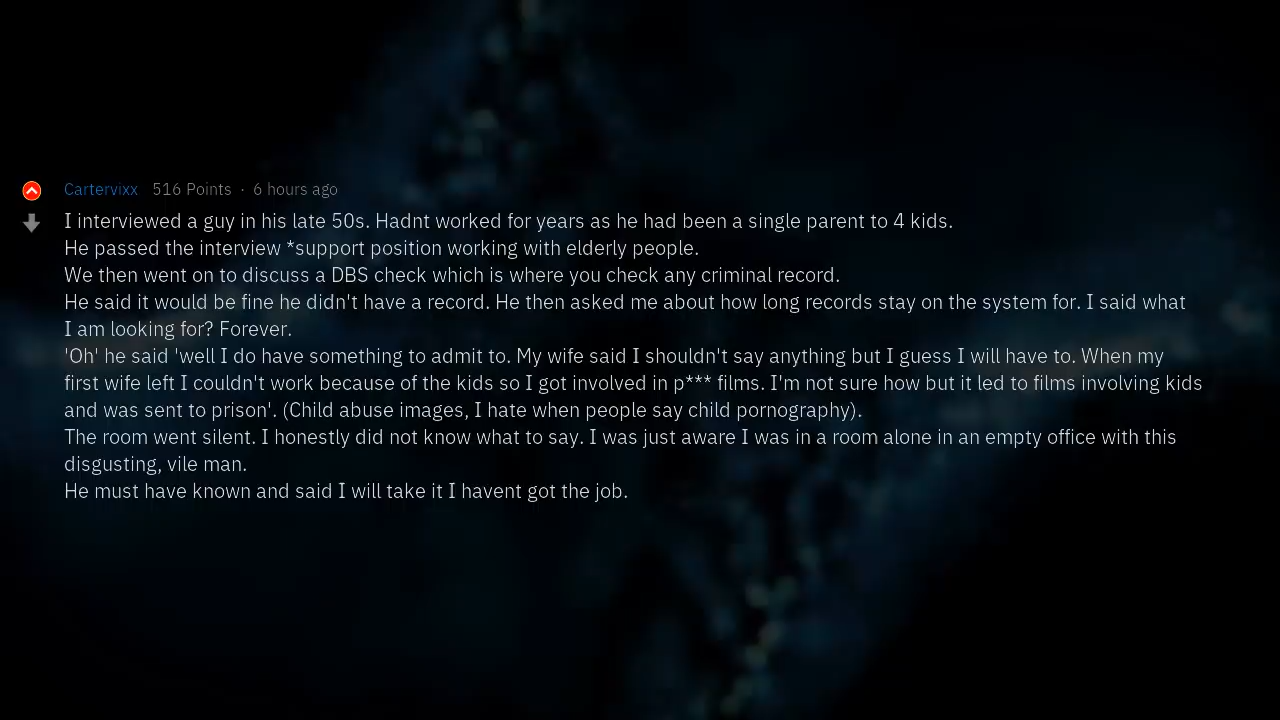 Cartervixx 516 Points · 6 hours ago
I interviewed a guy in his late 50s. Hadnt worked for years as he had been a single parent to 4 kids.
He passed the interview *support position working with elderly people.
We then went on to discuss a DBS check which is where you check any criminal record.
He said it would be fine he didn't have a record. He then asked me about how long records stay on the system for. I said what
I am looking for? Forever.
'Oh' he said 'well I do have something to admit to. My wife said I shouldn't say anything but I guess I will have to. When my
first wife left I couldn't work because of the kids so I got involved in p*** films. I'm not sure how but it led to films involving kids
and was sent to prison'. (Child abuse images, I hate when people say child pornography).
The room went silent. I honestly did not know what to say. I was just aware I was in a room alone in an empty office with this
disgusting, vile man.
He must have known and said I will take it I havent got the job.